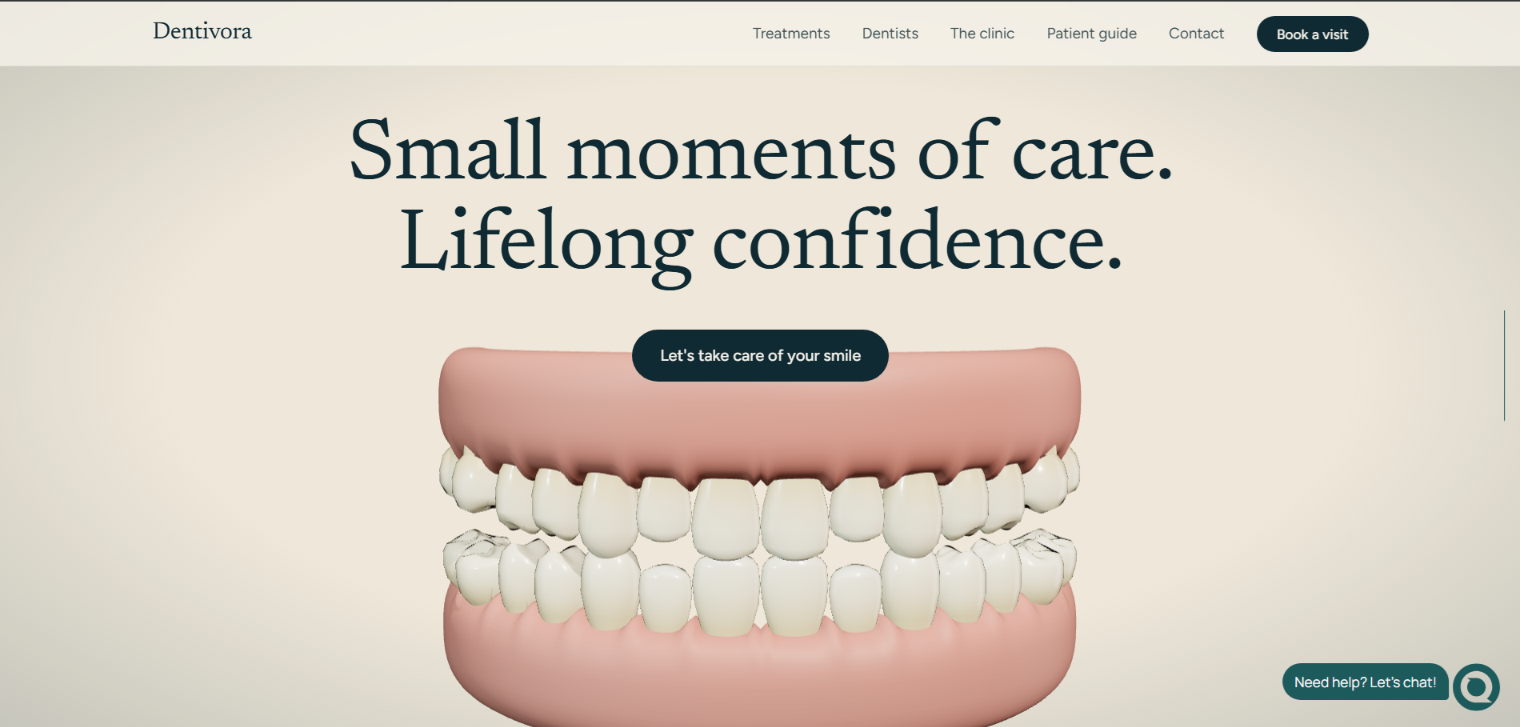 Dentivora
Treatments
Dentists
The clinic
Patient guide
Contact
Book a visit
Small moments of care.
Lifelong confidence.
Let's take care of your smile
Need help? Let's chat!